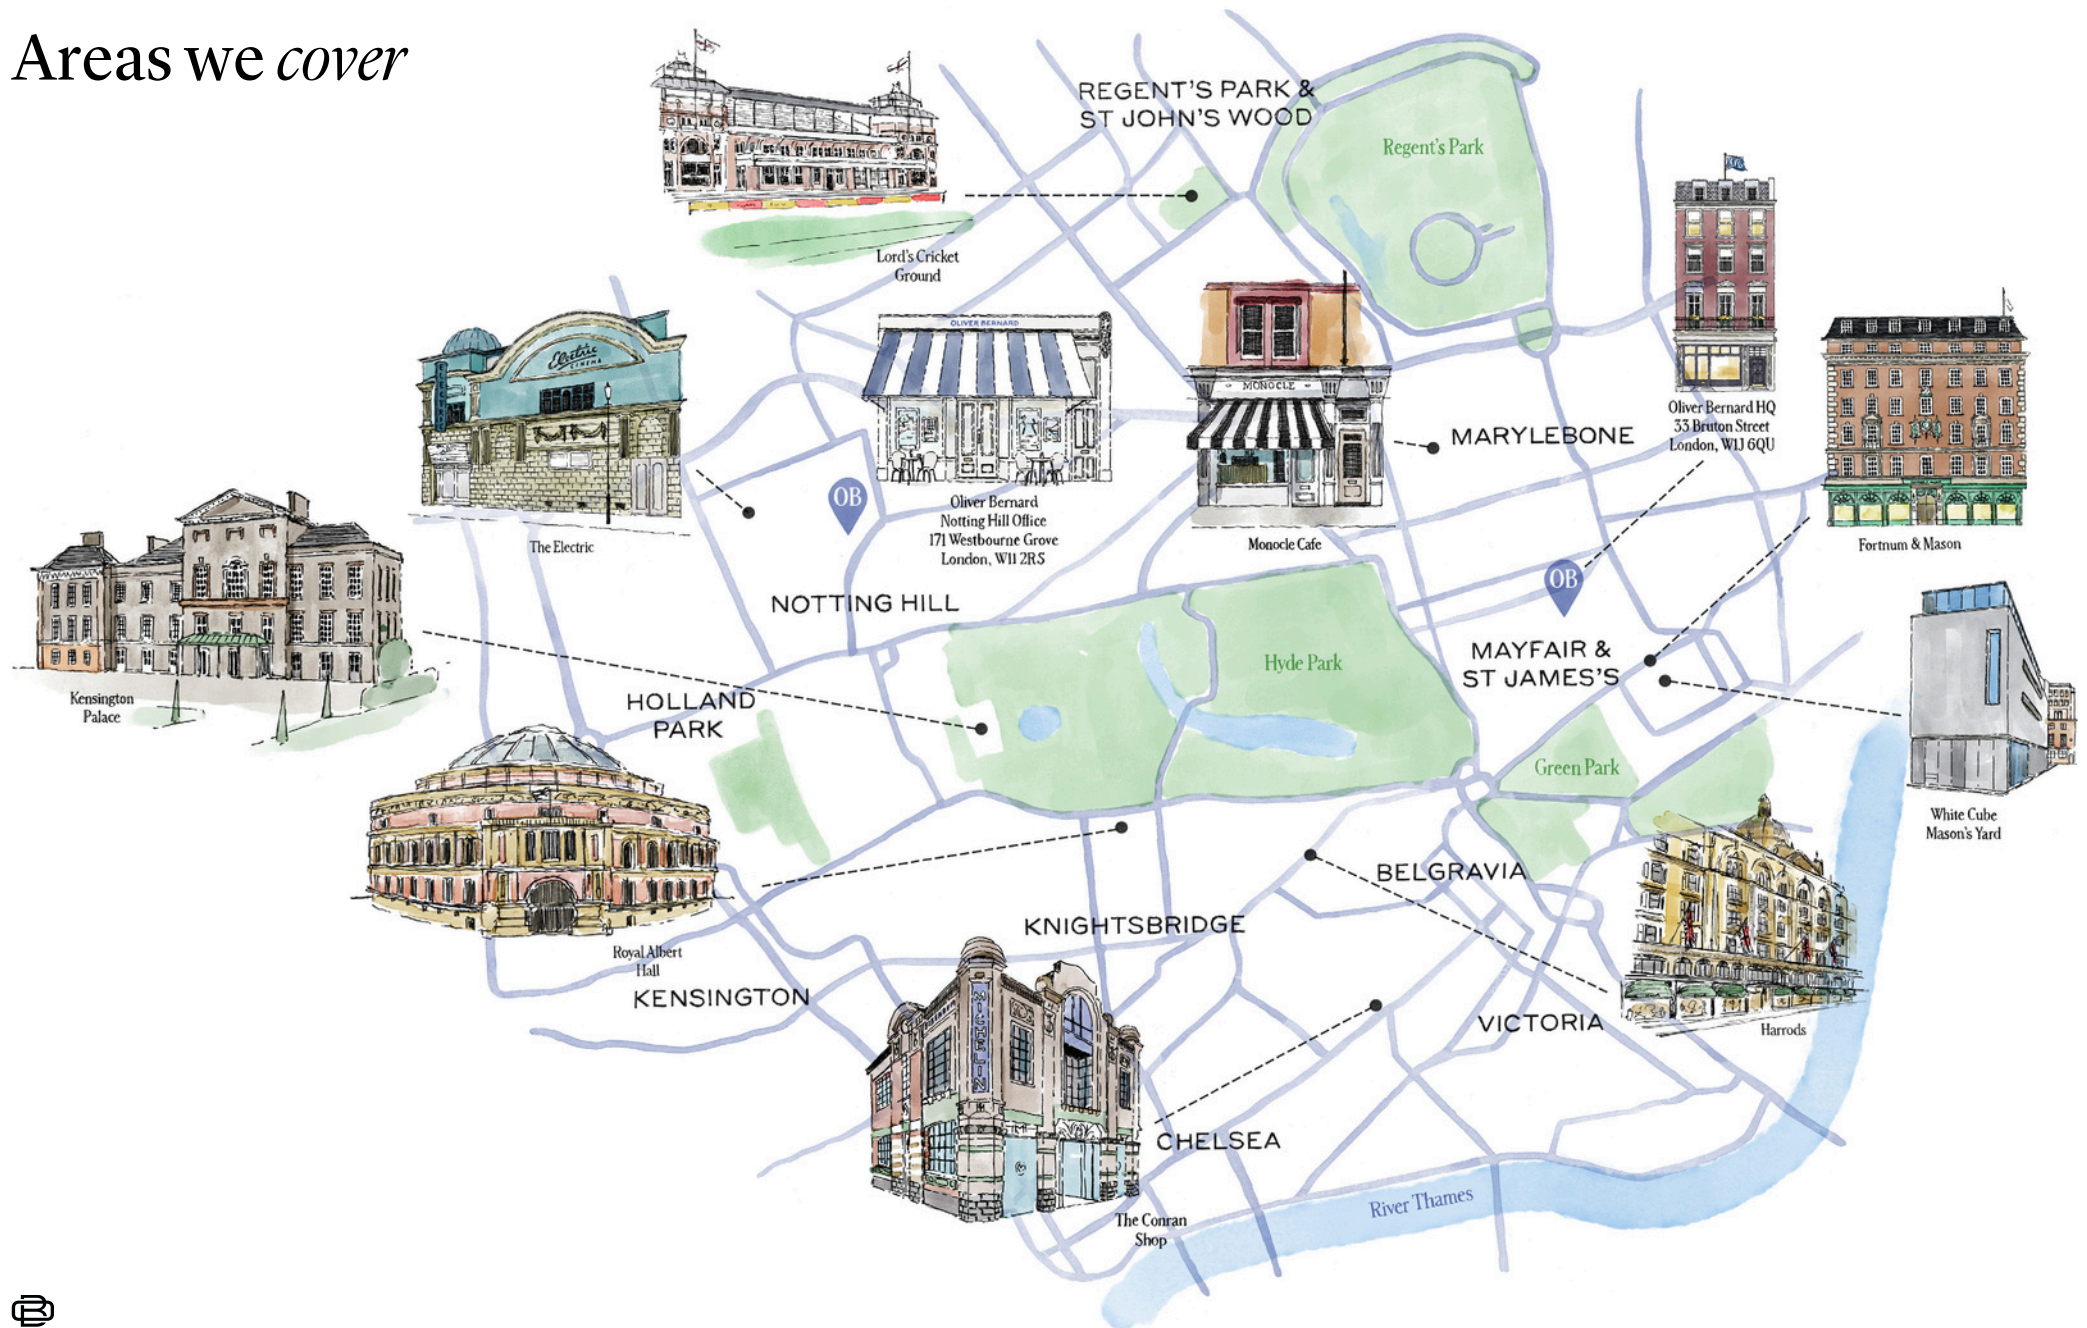 Areas we cover
REGENT'S PARK &
ST JOHN'S WOOD
Regent's Park
Lord's Cricket
Ground
OLIVER BERNARD
Electric
CINEMA
MONOCLE
Oliver Bernard HQ
33 Bruton Street
London, W1J 6QU
MARYLEBONE
OB
Oliver Bernard
Notting Hill Office
171 Westbourne Grove
London, W11 2RS
The Electric
Monocle Cafe
Fortnum & Mason
OB
NOTTING HILL
Hyde Park
MAYFAIR &
ST JAMES'S
Kensington
Palace
HOLLAND
PARK
Green Park
White Cube
Mason's Yard
BELGRAVIA
KNIGHTSBRIDGE
Royal Albert
Hall
KENSINGTON
MICHELIN
VICTORIA
Harrods
CHELSEA
River Thames
The Conran
Shop